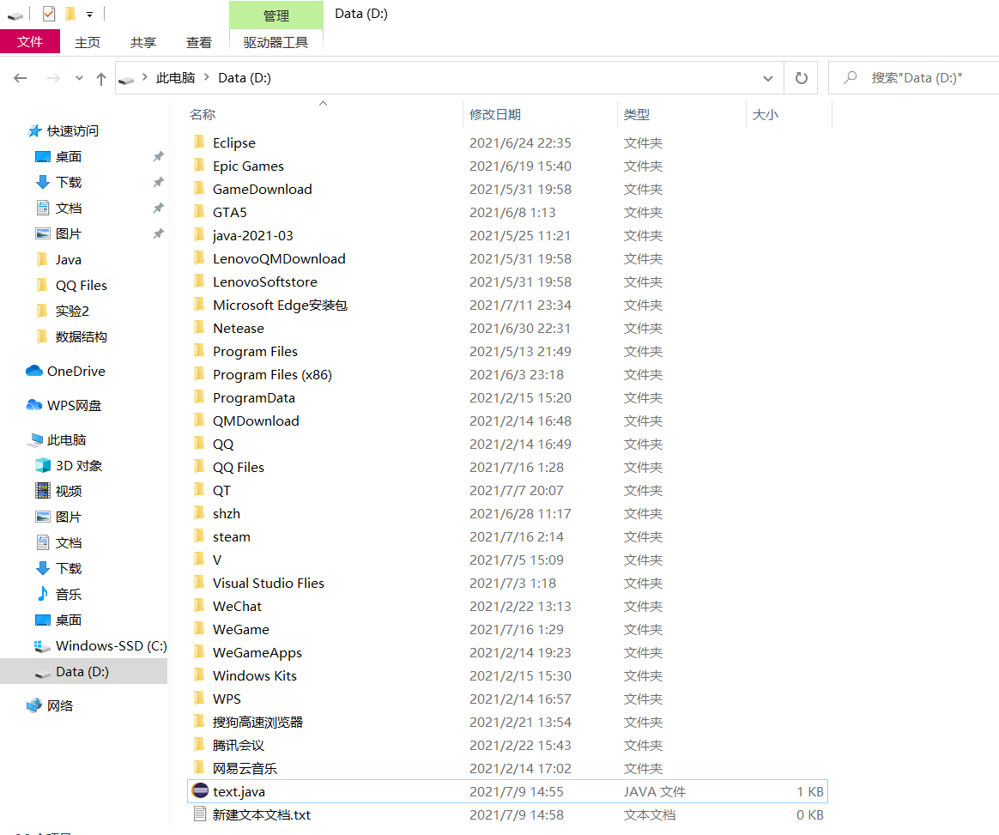 管理
Data (D:)
文件
主页
共享
查看
驱动器工具
此电脑
Data (D:)
搜索"Data (D:)"
快速访问
桌面
下载
文档
图片
Java
QQ Files
实验2
数据结构
OneDrive
WPS网盘
此电脑
3D 对象
视频
图片
文档
下载
音乐
桌面
Windows-SSD (C:)
Data (D:)
网络
名称 修改日期 类型 大小
Eclipse 2021/6/24 22:35 文件夹
Epic Games 2021/6/19 15:40 文件夹
GameDownload 2021/5/31 19:58 文件夹
GTA5 2021/6/8 1:13 文件夹
java-2021-03 2021/5/25 11:21 文件夹
LenovoQMDownload 2021/5/31 19:58 文件夹
LenovoSoftstore 2021/5/31 19:58 文件夹
Microsoft Edge安装包 2021/7/11 23:34 文件夹
Netease 2021/6/30 22:31 文件夹
Program Files 2021/5/13 21:49 文件夹
Program Files (x86) 2021/6/3 23:18 文件夹
ProgramData 2021/2/15 15:20 文件夹
QMDownload 2021/2/14 16:48 文件夹
QQ 2021/2/14 16:49 文件夹
QQ Files 2021/7/16 1:28 文件夹
QT 2021/7/7 20:07 文件夹
shzh 2021/6/28 11:17 文件夹
steam 2021/7/16 2:14 文件夹
V 2021/7/5 15:09 文件夹
Visual Studio Flies 2021/7/3 1:18 文件夹
WeChat 2021/2/22 13:13 文件夹
WeGame 2021/7/16 1:29 文件夹
WeGameApps 2021/2/14 19:23 文件夹
Windows Kits 2021/2/15 15:30 文件夹
WPS 2021/2/14 16:57 文件夹
搜狗高速浏览器 2021/2/21 13:54 文件夹
腾讯会议 2021/2/22 15:43 文件夹
网易云音乐 2021/2/14 17:02 文件夹
text.java 2021/7/9 14:55 JAVA 文件 1 KB
新建文本文档.txt 2021/7/9 14:58 文本文档 0 KB